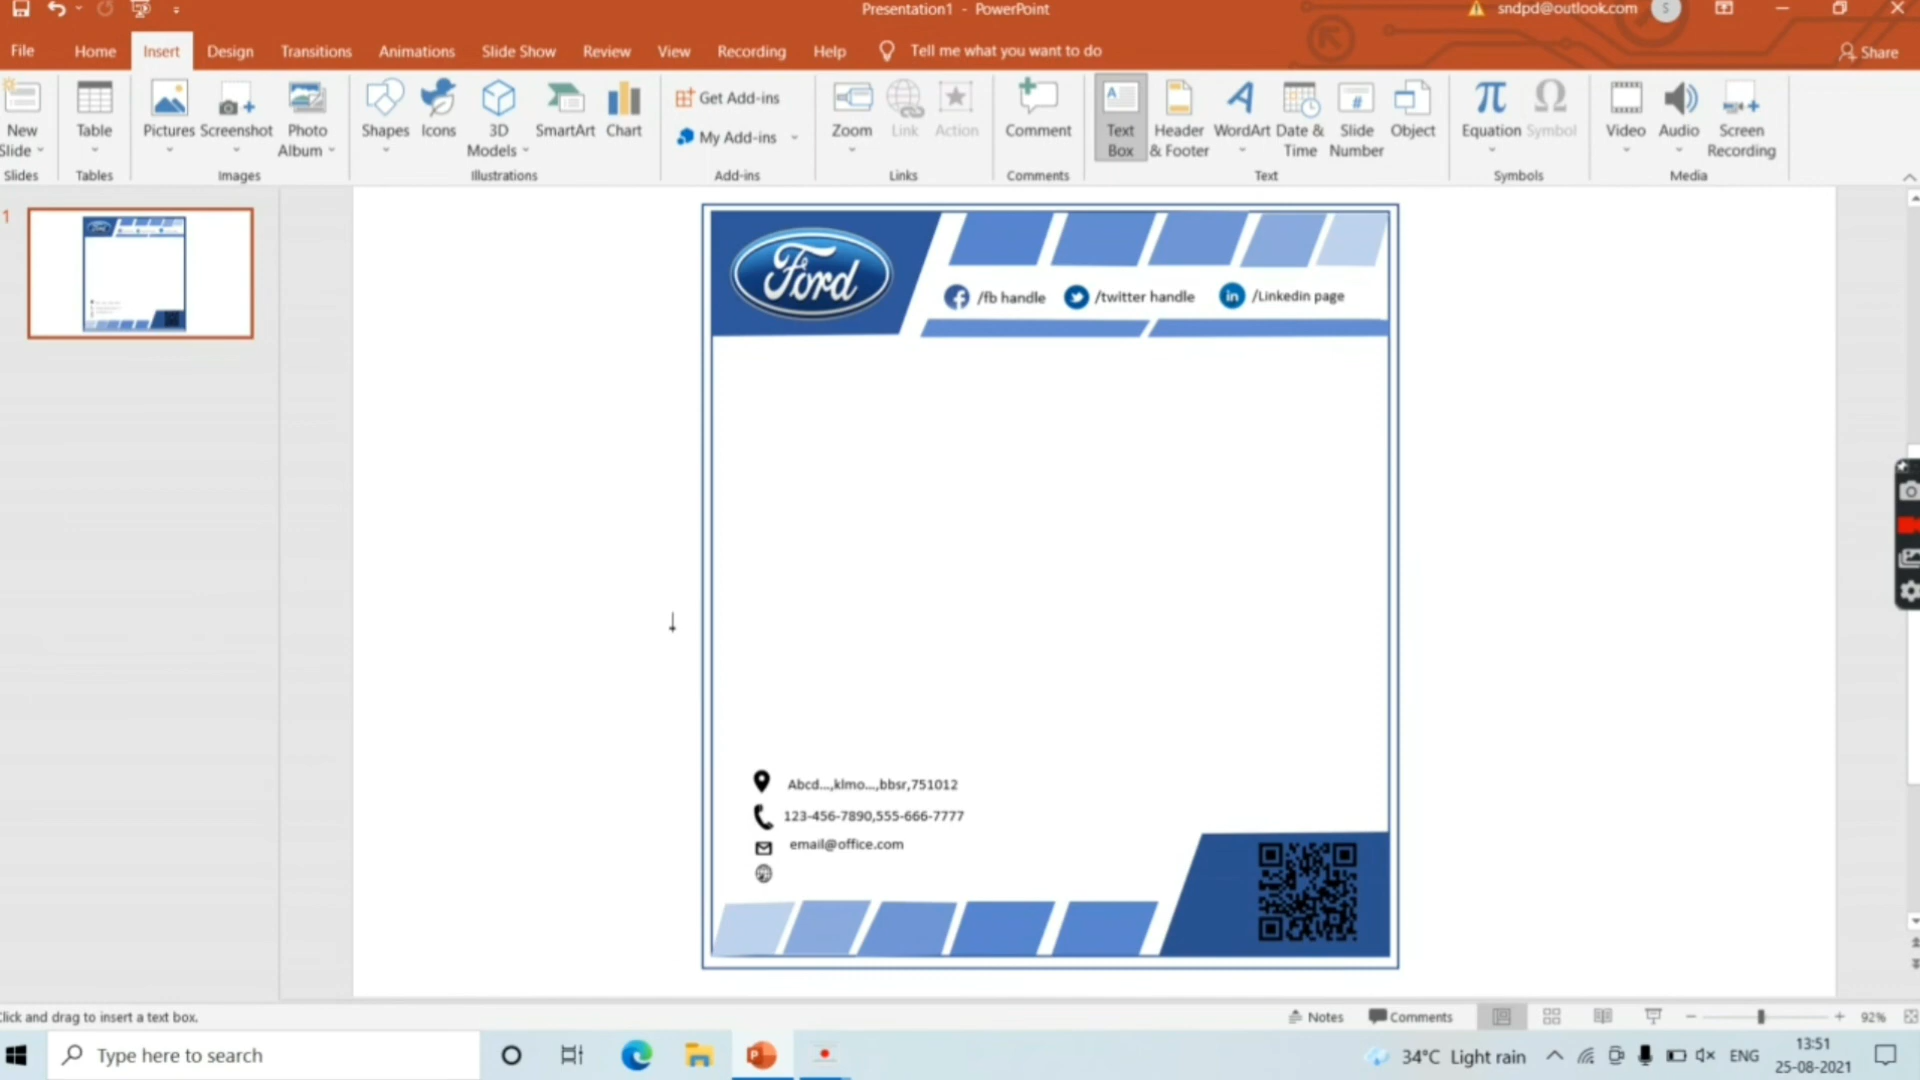 Presentation1 - PowerPoint
sndpd@outlook.com
S
File
Home
Insert
Design
Transitions
Animations
Slide Show
Review
View
Recording
Help
Tell me what you want to do
Share
New
Slide
Table
Pictures
Screenshot
Photo
Album
Shapes
Icons
3D
Models
SmartArt
Chart
Get Add-ins
My Add-ins
Zoom
Link
Action
Comment
Text
Box
Header
& Footer
WordArt
Date &
Time
Slide
Number
Object
Equation
Symbol
Video
Audio
Screen
Recording
Slides
Tables
Images
Illustrations
Add-ins
Links
Comments
Text
Symbols
Media
1
Ford
/fb handle
/twitter handle
/Linkedin page
Abcd...,klmo...,bbsr,751012
123-456-7890,555-666-7777
email@office.com
Click and drag to insert a text box.
Notes
Comments
92%
Type here to search
34°C Light rain
ENG
13:51
25-08-2021